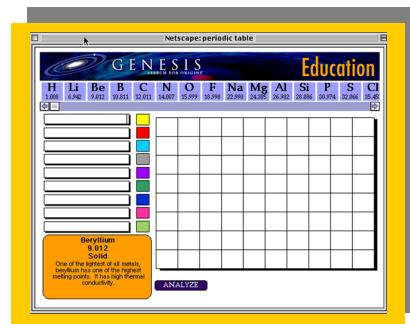 Netscape: periodic table
GENESIS
SEARCH FOR ORIGINS
Education
H Li Be B C N O F Na Mg Al Si P S Cl
1.008 6.942 9.012 10.811 12.011 14.007 15.999 18.998 22.990 24.305 26.982 28.086 30.974 32.066 35.45
Beryllium
9.012
Solid
One of the lightest of all metals,
beryllium has one of the highest
melting points. It has high thermal
conductivity.
ANALYZE